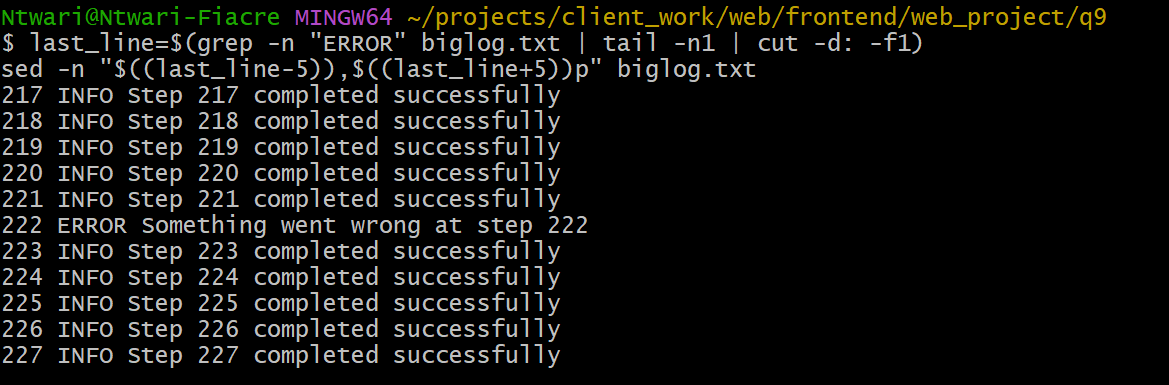 Ntwari@Ntwari-Fiacre MINGW64 ~/projects/client_work/web/frontend/web_project/q9
$ last_line=$(grep -n "ERROR" biglog.txt | tail -n1 | cut -d: -f1)
sed -n "$((last_line-5)),$((last_line+5))p" biglog.txt
217 INFO Step 217 completed successfully
218 INFO Step 218 completed successfully
219 INFO Step 219 completed successfully
220 INFO Step 220 completed successfully
221 INFO Step 221 completed successfully
222 ERROR Something went wrong at step 222
223 INFO Step 223 completed successfully
224 INFO Step 224 completed successfully
225 INFO Step 225 completed successfully
226 INFO Step 226 completed successfully
227 INFO Step 227 completed successfully